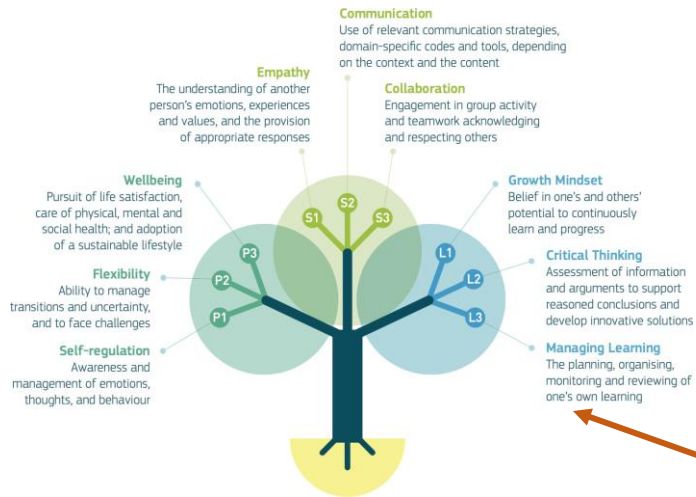 Communication
Use of relevant communication strategies,
domain-specific codes and tools, depending
on the context and the content
Empathy
The understanding of another
person's emotions, experiences
and values, and the provision
of appropriate responses
Collaboration
Engagement in group activity
and teamwork acknowledging
and respecting others
Wellbeing
Pursuit of life satisfaction,
care of physical, mental and
social health; and adoption
of a sustainable lifestyle
Flexibility
Ability to manage
transitions and uncertainty,
and to face challenges
Self-regulation
Awareness and
management of emotions,
thoughts, and behaviour
P3
P2
P1
S1
S2
S3
L1
L2
L3
Growth Mindset
Belief in one's and others'
potential to continuously
learn and progress
Critical Thinking
Assessment of information
and arguments to support
reasoned conclusions and
develop innovative solutions
Managing Learning
The planning, organising,
monitoring and reviewing of
one's own learning